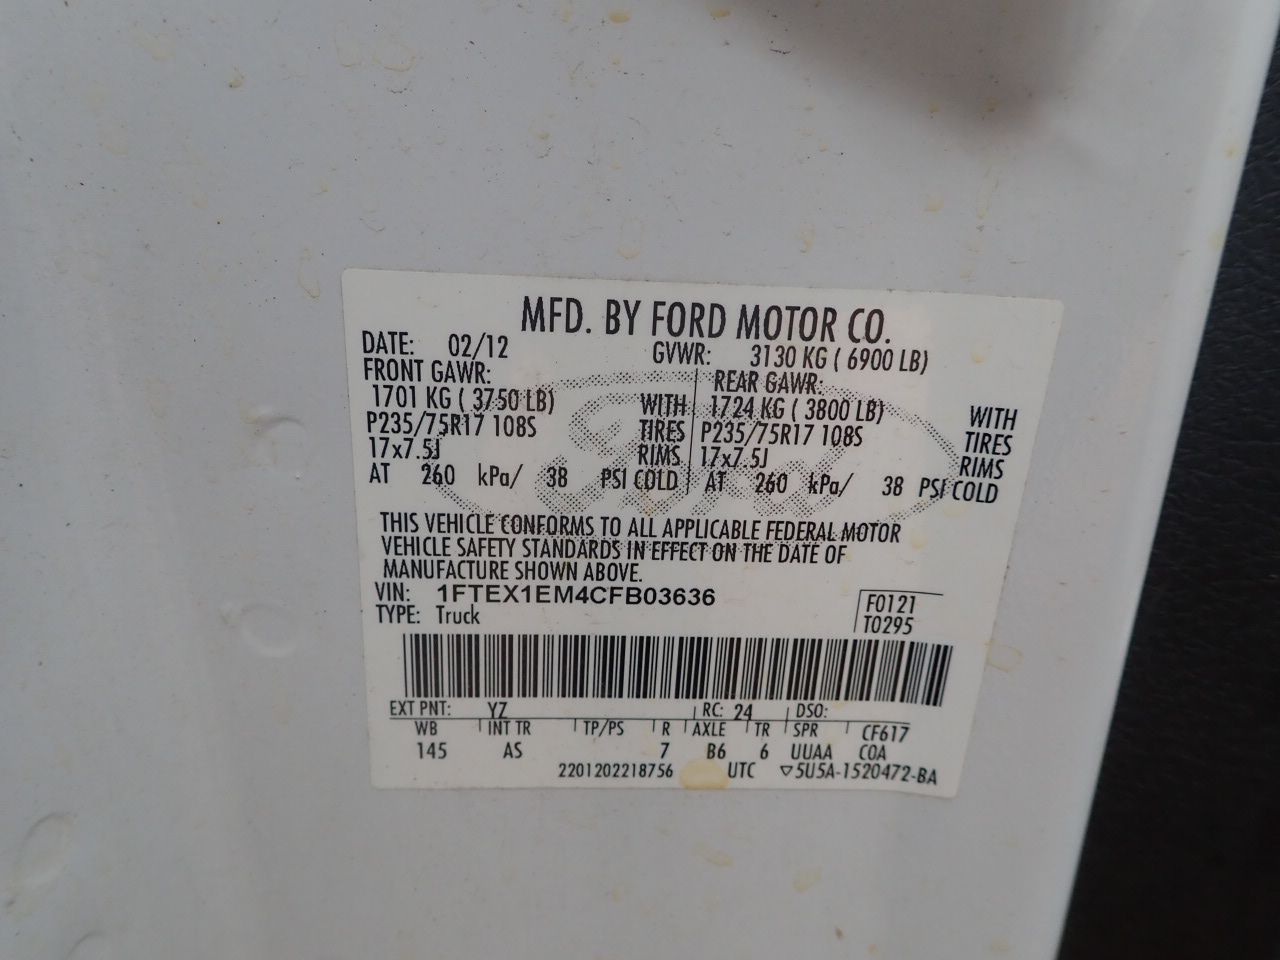 MFD. BY FORD MOTOR CO.
DATE: 02/12 GVWR: 3130 KG ( 6900 LB)
FRONT GAWR: REAR GAWR:
1701 KG ( 3750 LB) WITH 1724 KG ( 3800 LB) WITH
P235/75R17 108S TIRES P235/75R17 108S TIRES
17x7.5J RIMS 17x7.5J RIMS
AT 260 kPa/ 38 PSI COLD AT 260 kPa/ 38 PSI COLD
THIS VEHICLE CONFORMS TO ALL APPLICABLE FEDERAL MOTOR
VEHICLE SAFETY STANDARDS IN EFFECT ON THE DATE OF
MANUFACTURE SHOWN ABOVE.
VIN: 1FTEX1EM4CFB03636 F0121
TYPE: Truck T0295
EXT PNT: YZ RC: 24 DSO:
WB INT TR TP/PS R AXLE TR SPR CF617
145 AS 7 B6 6 UUAA COA
2201202218756 UTC ▽5U5A-1520472-BA